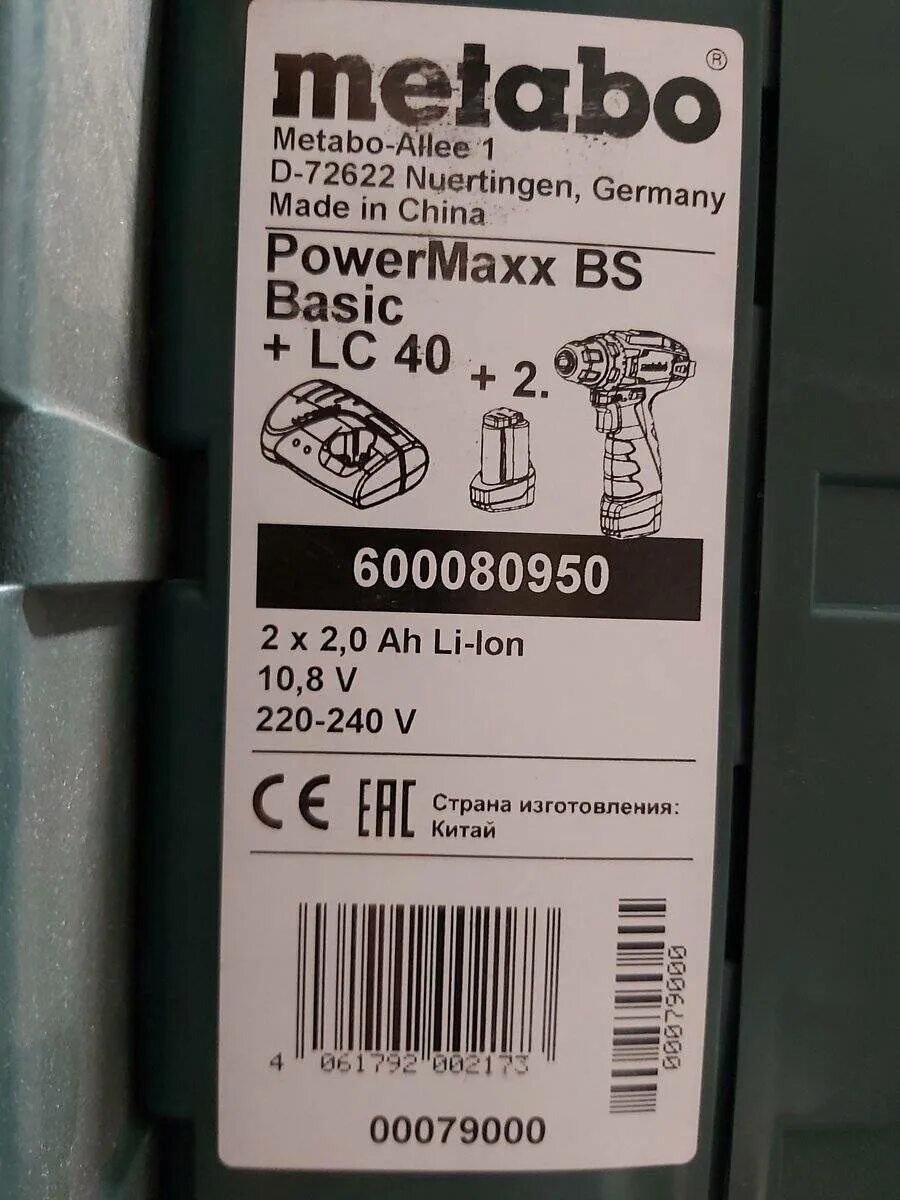 metabo®
Metabo-Allee 1
D-72622 Nuertingen, Germany
Made in China
PowerMaxx BS
Basic
+ LC 40 + 2.
metabo
600080950
2 x 2,0 Ah Li-Ion
10,8 V
220-240 V
CE EAC Страна изготовления:
Китай
4 061792 002173
00079000
00079000